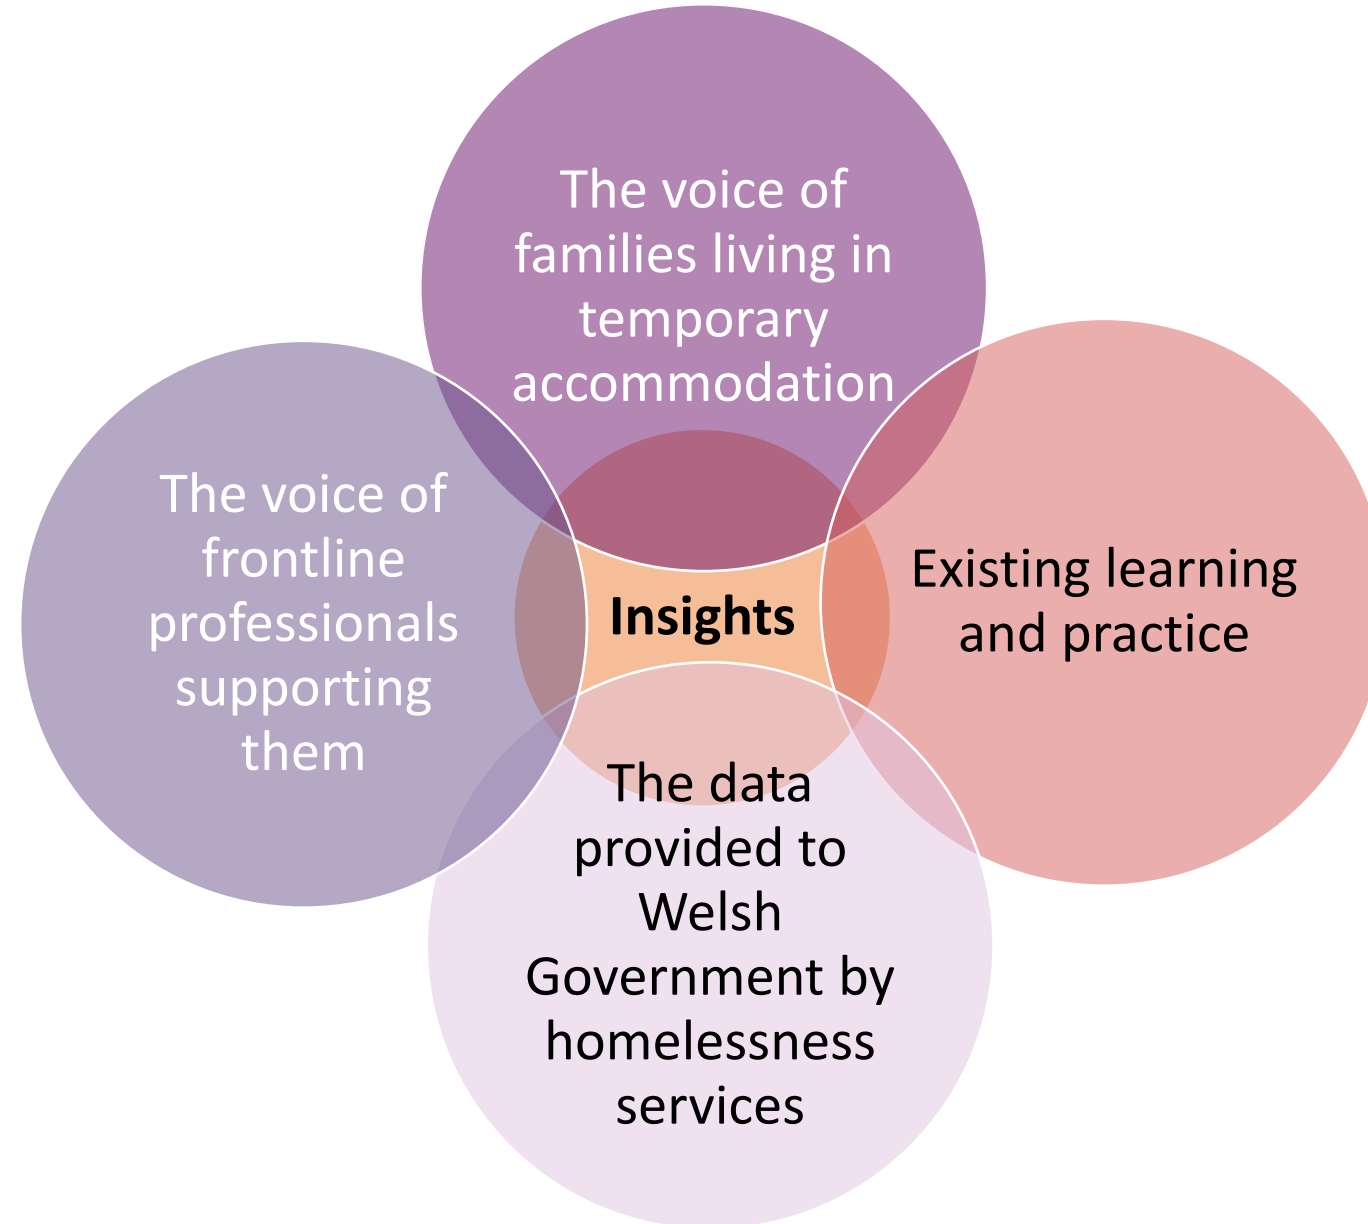 The voice of
families living in
temporary
accommodation
The voice of
frontline
professionals
supporting
them
Insights
Existing learning
and practice
The data
provided to
Welsh
Government by
homelessness
services